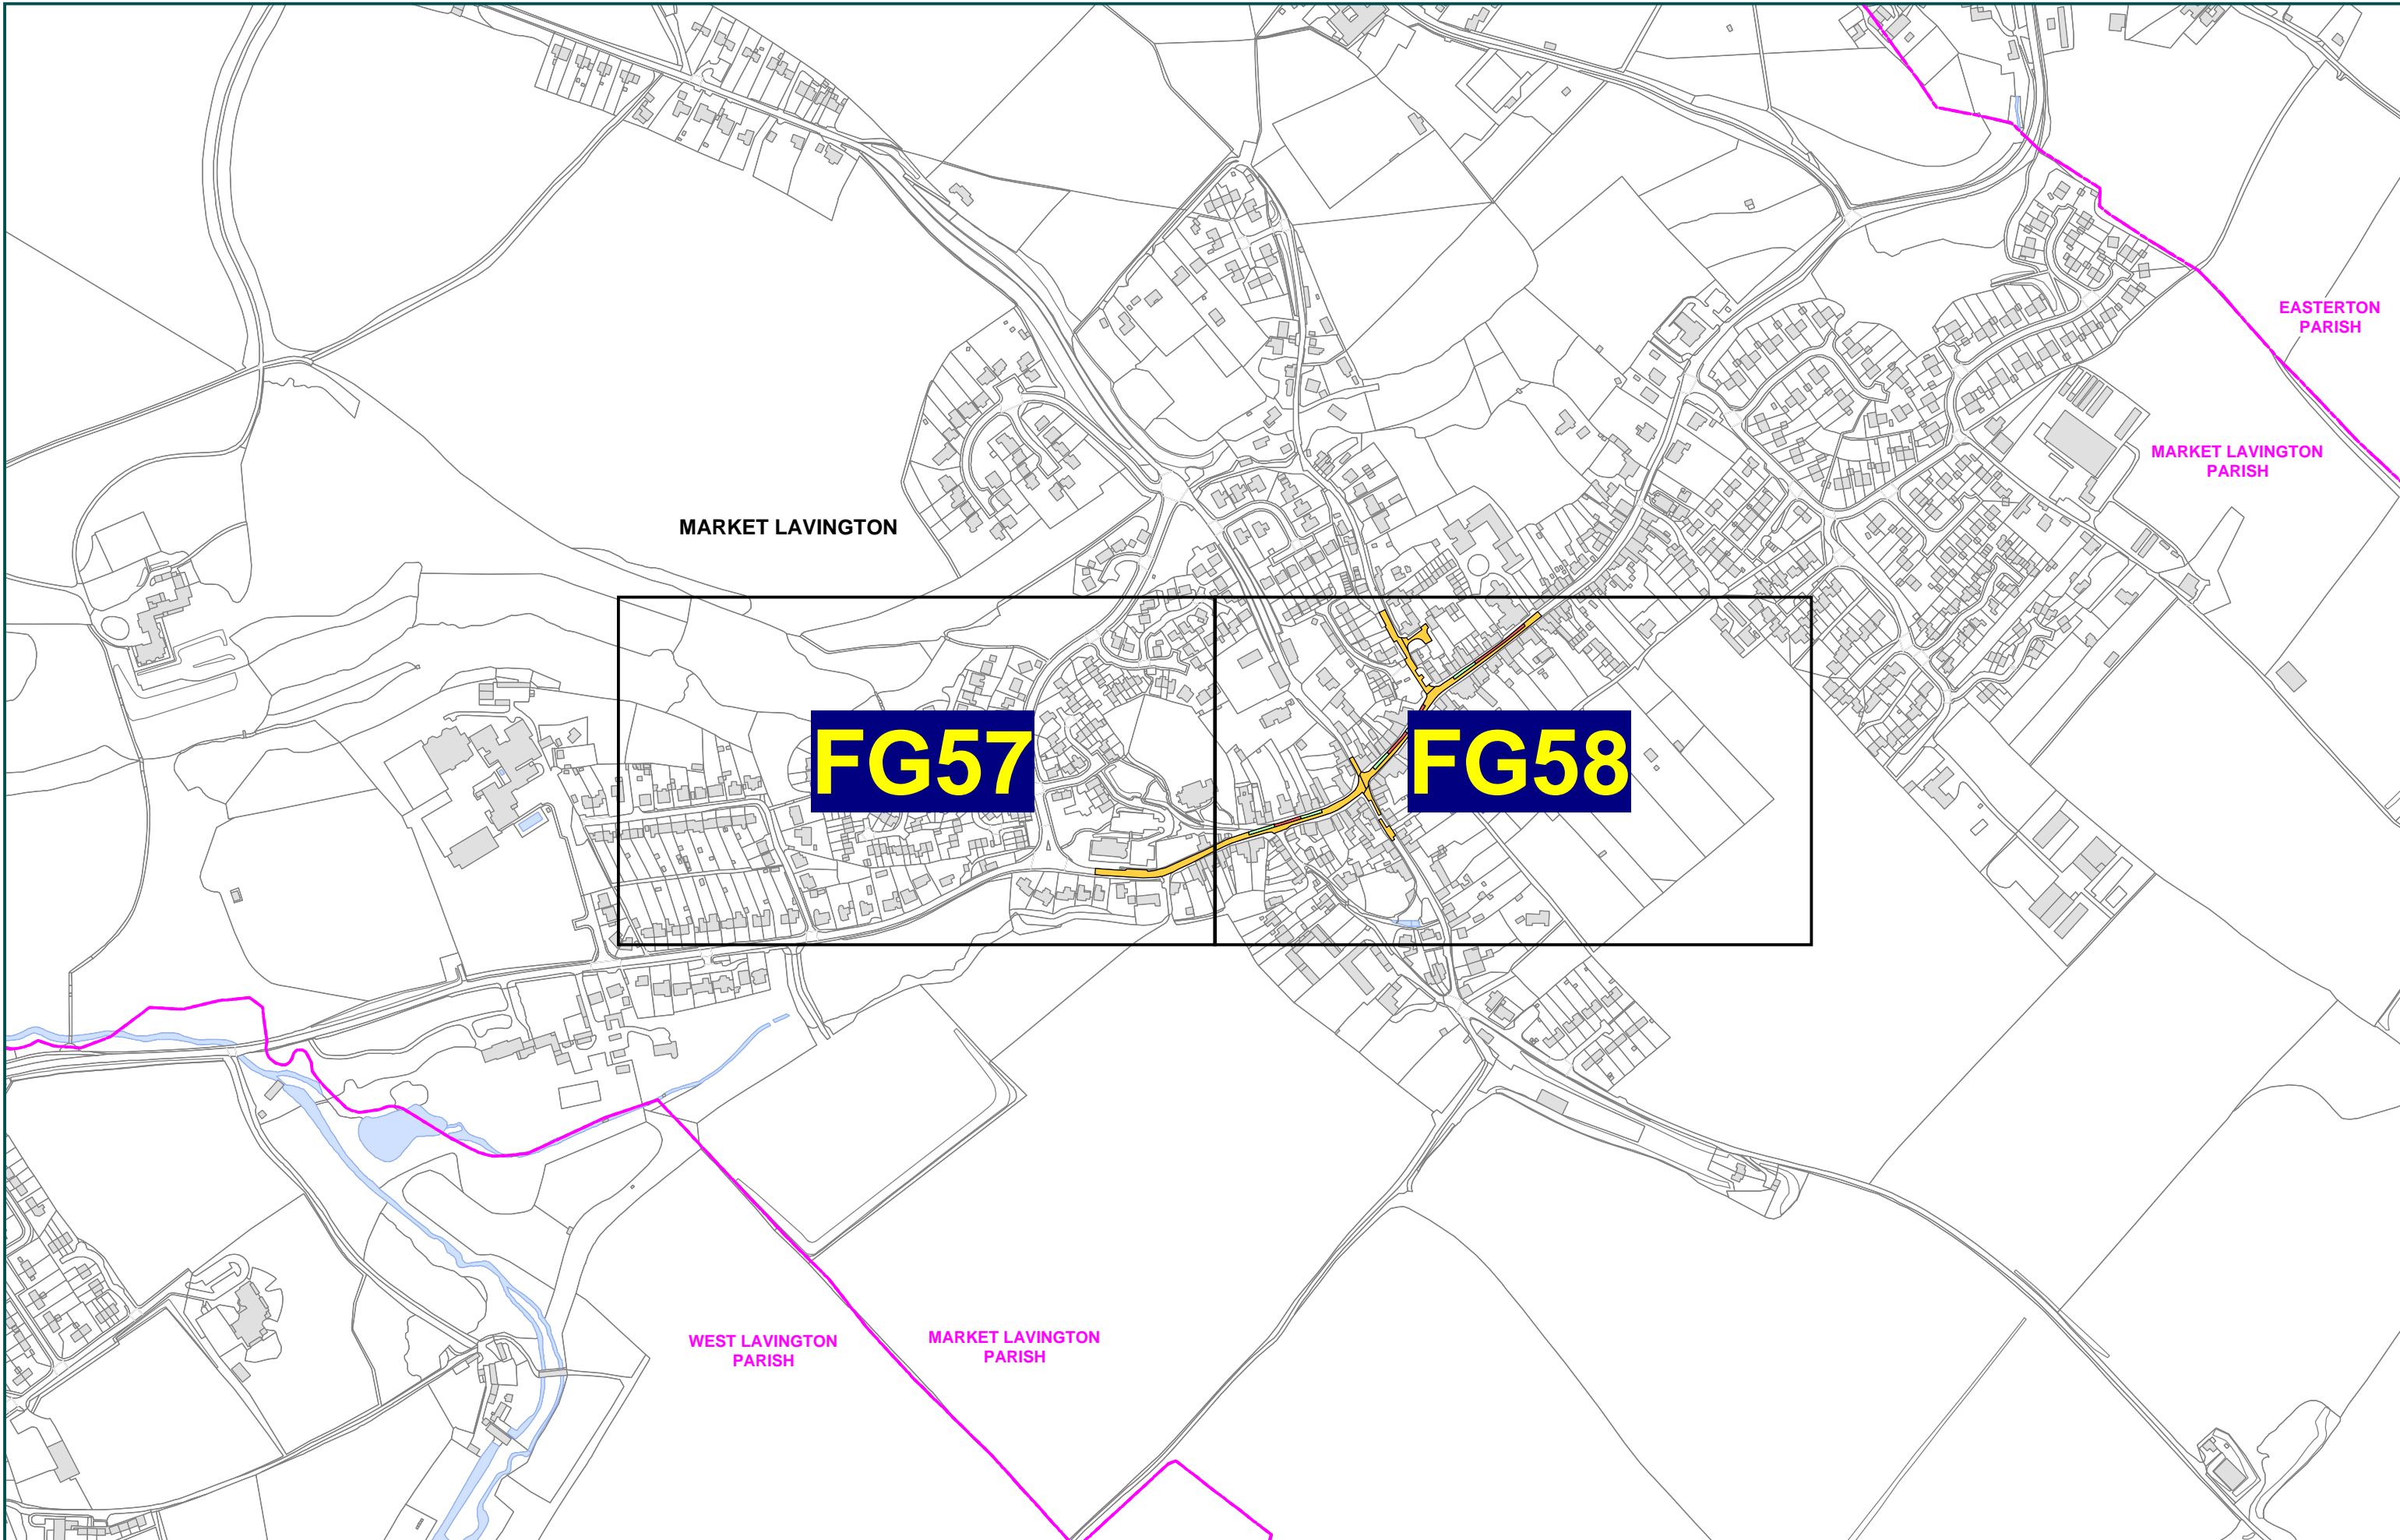 EASTERTON
PARISH
MARKET LAVINGTON
PARISH
MARKET LAVINGTON
FG57
FG58
WEST LAVINGTON
PARISH
MARKET LAVINGTON
PARISH